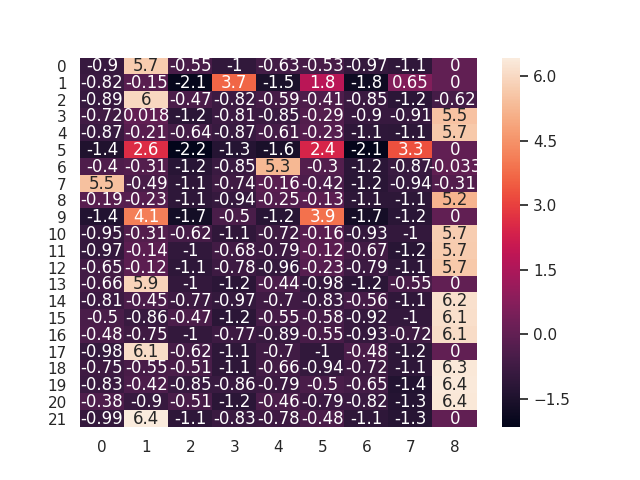 0 -0.9 5.7 -0.55 -1 -0.63 -0.53 -0.97 -1.1 0
1 -0.82 -0.15 -2.1 3.7 -1.5 1.8 -1.8 0.65 0
2 -0.89 6 -0.47 -0.82 -0.59 -0.41 -0.85 -1.2 -0.62
3 -0.72 0.018 -1.2 -0.81 -0.85 -0.29 -0.9 -0.91 5.5
4 -0.87 -0.21 -0.64 -0.87 -0.61 -0.23 -1.1 -1.1 5.7
5 -1.4 2.6 -2.2 -1.3 -1.6 2.4 -2.1 3.3 0
6 -0.4 -0.31 -1.2 -0.85 5.3 -0.3 -1.2 -0.87 -0.033
7 5.5 -0.49 -1.1 -0.74 -0.16 -0.42 -1.2 -0.94 -0.31
8 -0.19 -0.23 -1.1 -0.94 -0.25 -0.13 -1.1 -1.1 5.2
9 -1.4 4.1 -1.7 -0.5 -1.2 3.9 -1.7 -1.2 0
10 -0.95 -0.31 -0.62 -1.1 -0.72 -0.16 -0.93 -1 5.7
11 -0.97 -0.14 -1 -0.68 -0.79 -0.12 -0.67 -1.2 5.7
12 -0.65 -0.12 -1.1 -0.78 -0.96 -0.23 -0.79 -1.1 5.7
13 -0.66 5.9 -1 -1.2 -0.44 -0.98 -1.2 -0.55 0
14 -0.81 -0.45 -0.77 -0.97 -0.7 -0.83 -0.56 -1.1 6.2
15 -0.5 -0.86 -0.47 -1.2 -0.55 -0.58 -0.92 -1 6.1
16 -0.48 -0.75 -1 -0.77 -0.89 -0.55 -0.93 -0.72 6.1
17 -0.98 6.1 -0.62 -1.1 -0.7 -1 -0.48 -1.2 0
18 -0.75 -0.55 -0.51 -1.1 -0.66 -0.94 -0.72 -1.1 6.3
19 -0.83 -0.42 -0.85 -0.86 -0.79 -0.5 -0.65 -1.4 6.4
20 -0.38 -0.9 -0.51 -1.2 -0.46 -0.79 -0.82 -1.3 6.4
21 -0.99 6.4 -1.1 -0.83 -0.78 -0.48 -1.1 -1.3 0
0 1 2 3 4 5 6 7 8
6.0
4.5
3.0
1.5
0.0
−1.5